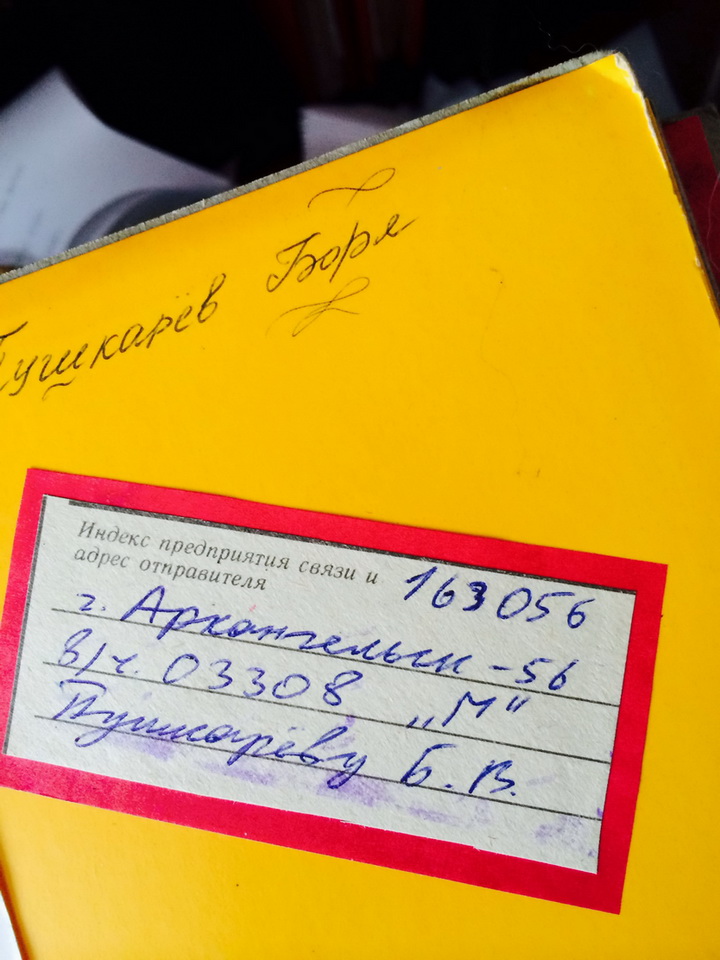 Пушкарёв Боря
Индекс предприятия связи и
адрес отправителя
163056
г. Архангельск-56
в/ч. 03308 „М“
Пушкарёву Б. В.